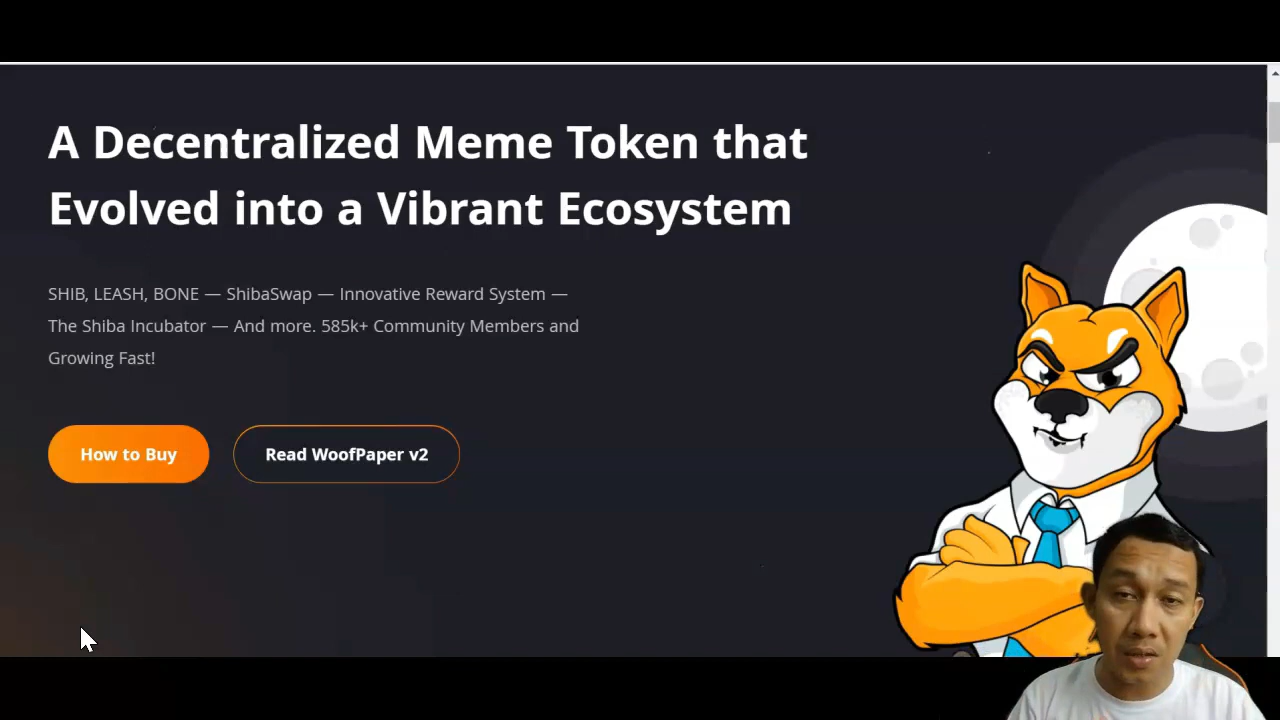 A Decentralized Meme Token that
Evolved into a Vibrant Ecosystem
SHIB, LEASH, BONE — ShibaSwap — Innovative Reward System —
The Shiba Incubator — And more. 585k+ Community Members and
Growing Fast!
How to Buy
Read WoofPaper v2